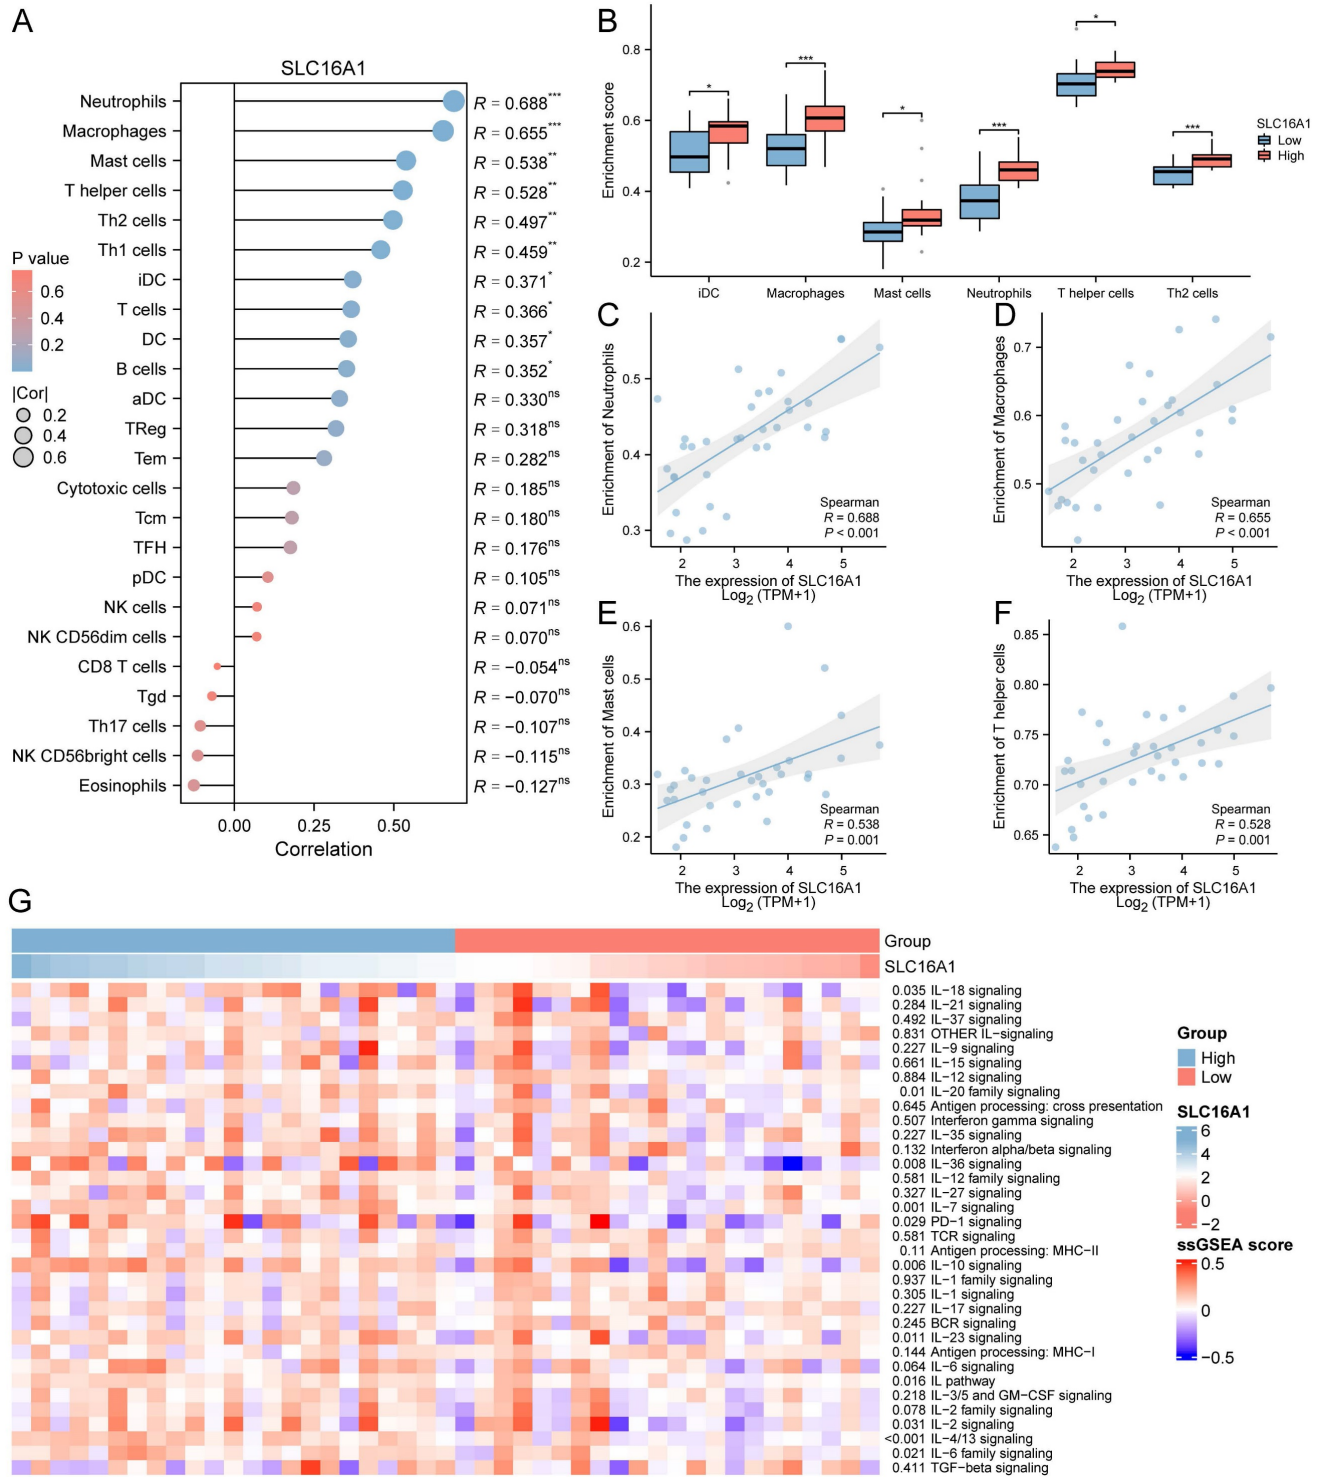 A
SLC16A1
Neutrophils R = 0.688***
Macrophages R = 0.655***
Mast cells R = 0.538**
T helper cells R = 0.528**
Th2 cells R = 0.497**
Th1 cells R = 0.459**
iDC R = 0.371*
T cells R = 0.366*
DC R = 0.357*
B cells R = 0.352*
aDC R = 0.330ns
TReg R = 0.318ns
Tem R = 0.282ns
Cytotoxic cells R = 0.185ns
Tcm R = 0.180ns
TFH R = 0.176ns
pDC R = 0.105ns
NK cells R = 0.071ns
NK CD56dim cells R = 0.070ns
CD8 T cells R = −0.054ns
Tgd R = −0.070ns
Th17 cells R = −0.107ns
NK CD56bright cells R = −0.115ns
Eosinophils R = −0.127ns
0.00 0.25 0.50
Correlation
P value
0.6
0.4
0.2
|Cor|
0.2
0.4
0.6
B
Enrichment score
0.8
0.6
0.4
0.2
* *** * *** * ***
iDC Macrophages Mast cells Neutrophils T helper cells Th2 cells
SLC16A1
Low
High
C
Enrichment of Neutrophils
0.5
0.4
0.3
Spearman
R = 0.688
P < 0.001
2 3 4 5
The expression of SLC16A1
Log2 (TPM+1)
D
Enrichment of Macrophages
0.7
0.6
0.5
Spearman
R = 0.655
P < 0.001
2 3 4 5
The expression of SLC16A1
Log2 (TPM+1)
E
Enrichment of Mast cells
0.6
0.5
0.4
0.3
0.2
Spearman
R = 0.538
P = 0.001
2 3 4 5
The expression of SLC16A1
Log2 (TPM+1)
F
Enrichment of T helper cells
0.85
0.80
0.75
0.70
0.65
Spearman
R = 0.528
P = 0.001
2 3 4 5
The expression of SLC16A1
Log2 (TPM+1)
G
Group
SLC16A1
0.035 IL−18 signaling
0.284 IL−21 signaling
0.492 IL−37 signaling
0.831 OTHER IL−signaling
0.227 IL−9 signaling
0.661 IL−15 signaling
0.884 IL−12 signaling
0.01 IL−20 family signaling
0.645 Antigen processing: cross presentation
0.507 Interferon gamma signaling
0.227 IL−35 signaling
0.132 Interferon alpha/beta signaling
0.008 IL−36 signaling
0.581 IL−12 family signaling
0.327 IL−27 signaling
0.001 IL−7 signaling
0.029 PD−1 signaling
0.581 TCR signaling
0.11 Antigen processing: MHC−II
0.006 IL−10 signaling
0.937 IL−1 family signaling
0.305 IL−1 signaling
0.227 IL−17 signaling
0.245 BCR signaling
0.011 IL−23 signaling
0.144 Antigen processing: MHC−I
0.064 IL−6 signaling
0.016 IL pathway
0.218 IL−3/5 and GM−CSF signaling
0.078 IL−2 family signaling
0.031 IL−2 signaling
<0.001 IL−4/13 signaling
0.021 IL−6 family signaling
0.411 TGF−beta signaling
Group
High
Low
SLC16A1
6
4
2
0
−2
ssGSEA score
0.5
0
−0.5